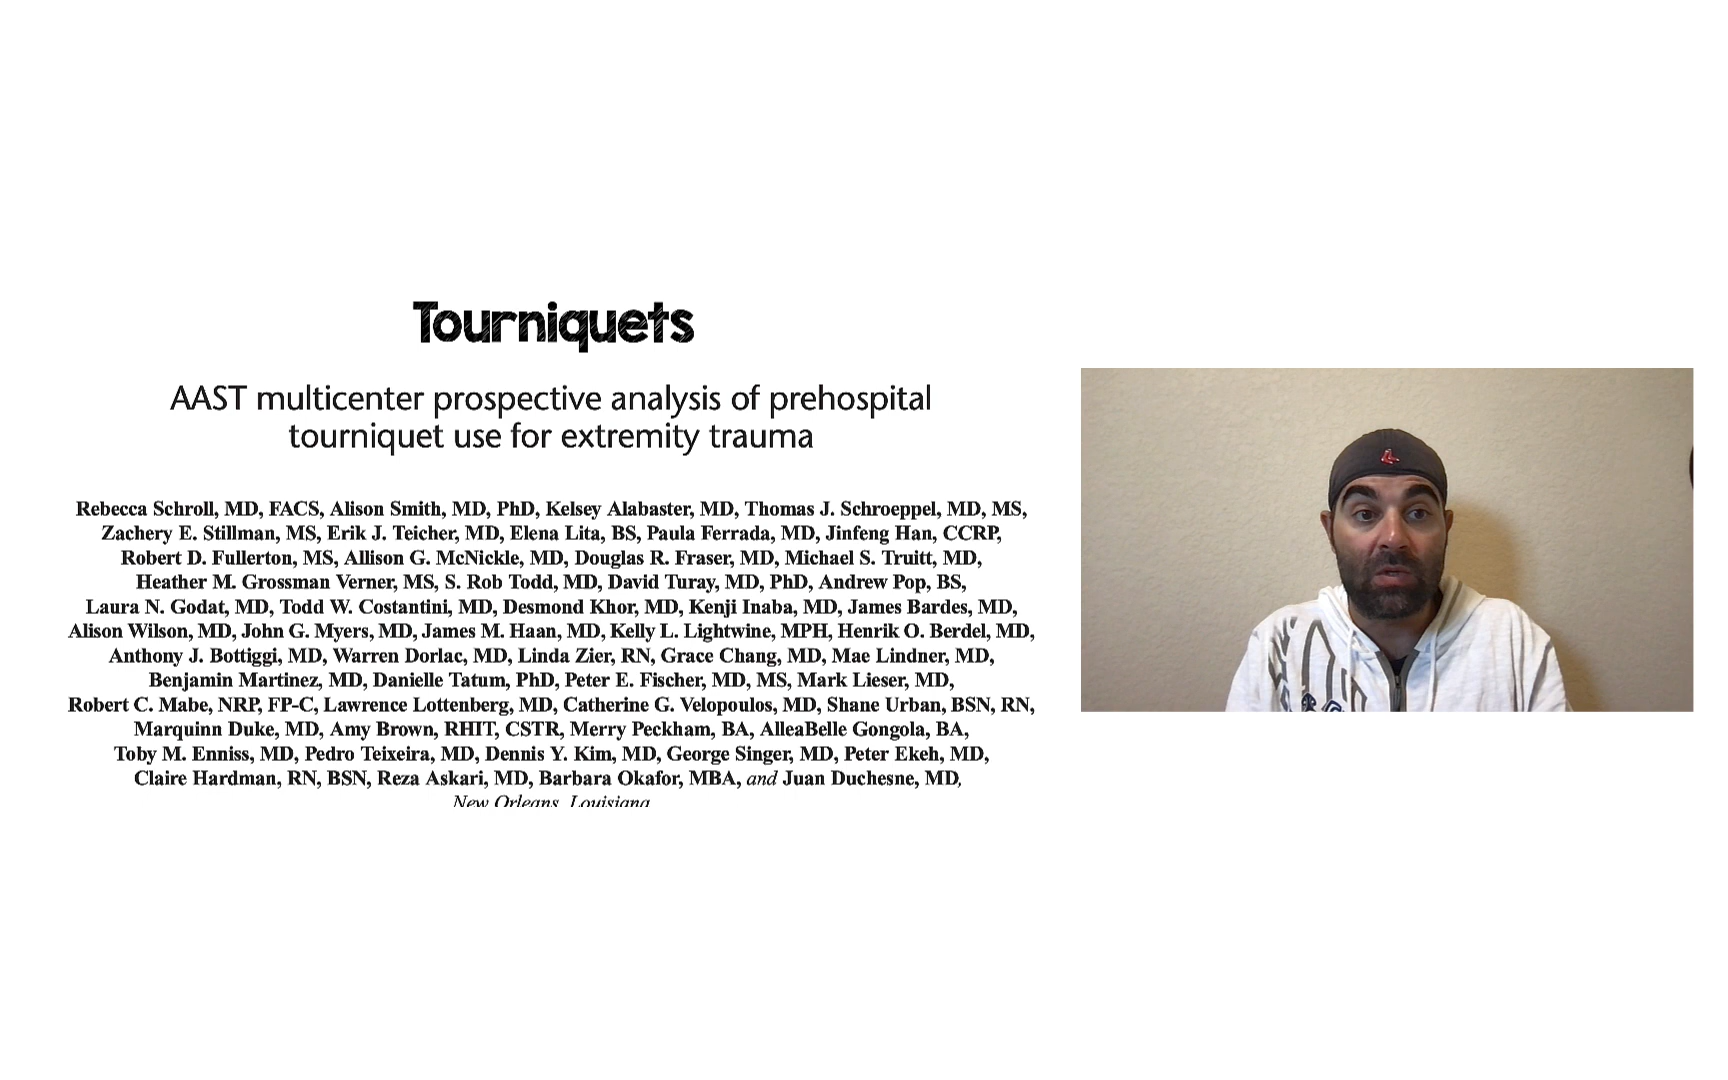 Tourniquets
AAST multicenter prospective analysis of prehospital
tourniquet use for extremity trauma
Rebecca Schroll, MD, FACS, Alison Smith, MD, PhD, Kelsey Alabaster, MD, Thomas J. Schroeppel, MD, MS,
Zachery E. Stillman, MS, Erik J. Teicher, MD, Elena Lita, BS, Paula Ferrada, MD, Jinfeng Han, CCRP,
Robert D. Fullerton, MS, Allison G. McNickle, MD, Douglas R. Fraser, MD, Michael S. Truitt, MD,
Heather M. Grossman Verner, MS, S. Rob Todd, MD, David Turay, MD, PhD, Andrew Pop, BS,
Laura N. Godat, MD, Todd W. Costantini, MD, Desmond Khor, MD, Kenji Inaba, MD, James Bardes, MD,
Alison Wilson, MD, John G. Myers, MD, James M. Haan, MD, Kelly L. Lightwine, MPH, Henrik O. Berdel, MD,
Anthony J. Bottiggi, MD, Warren Dorlac, MD, Linda Zier, RN, Grace Chang, MD, Mae Lindner, MD,
Benjamin Martinez, MD, Danielle Tatum, PhD, Peter E. Fischer, MD, MS, Mark Lieser, MD,
Robert C. Mabe, NRP, FP-C, Lawrence Lottenberg, MD, Catherine G. Velopoulos, MD, Shane Urban, BSN, RN,
Marquinn Duke, MD, Amy Brown, RHIT, CSTR, Merry Peckham, BA, AlleaBelle Gongola, BA,
Toby M. Enniss, MD, Pedro Teixeira, MD, Dennis Y. Kim, MD, George Singer, MD, Peter Ekeh, MD,
Claire Hardman, RN, BSN, Reza Askari, MD, Barbara Okafor, MBA, and Juan Duchesne, MD,
New Orleans, Louisiana